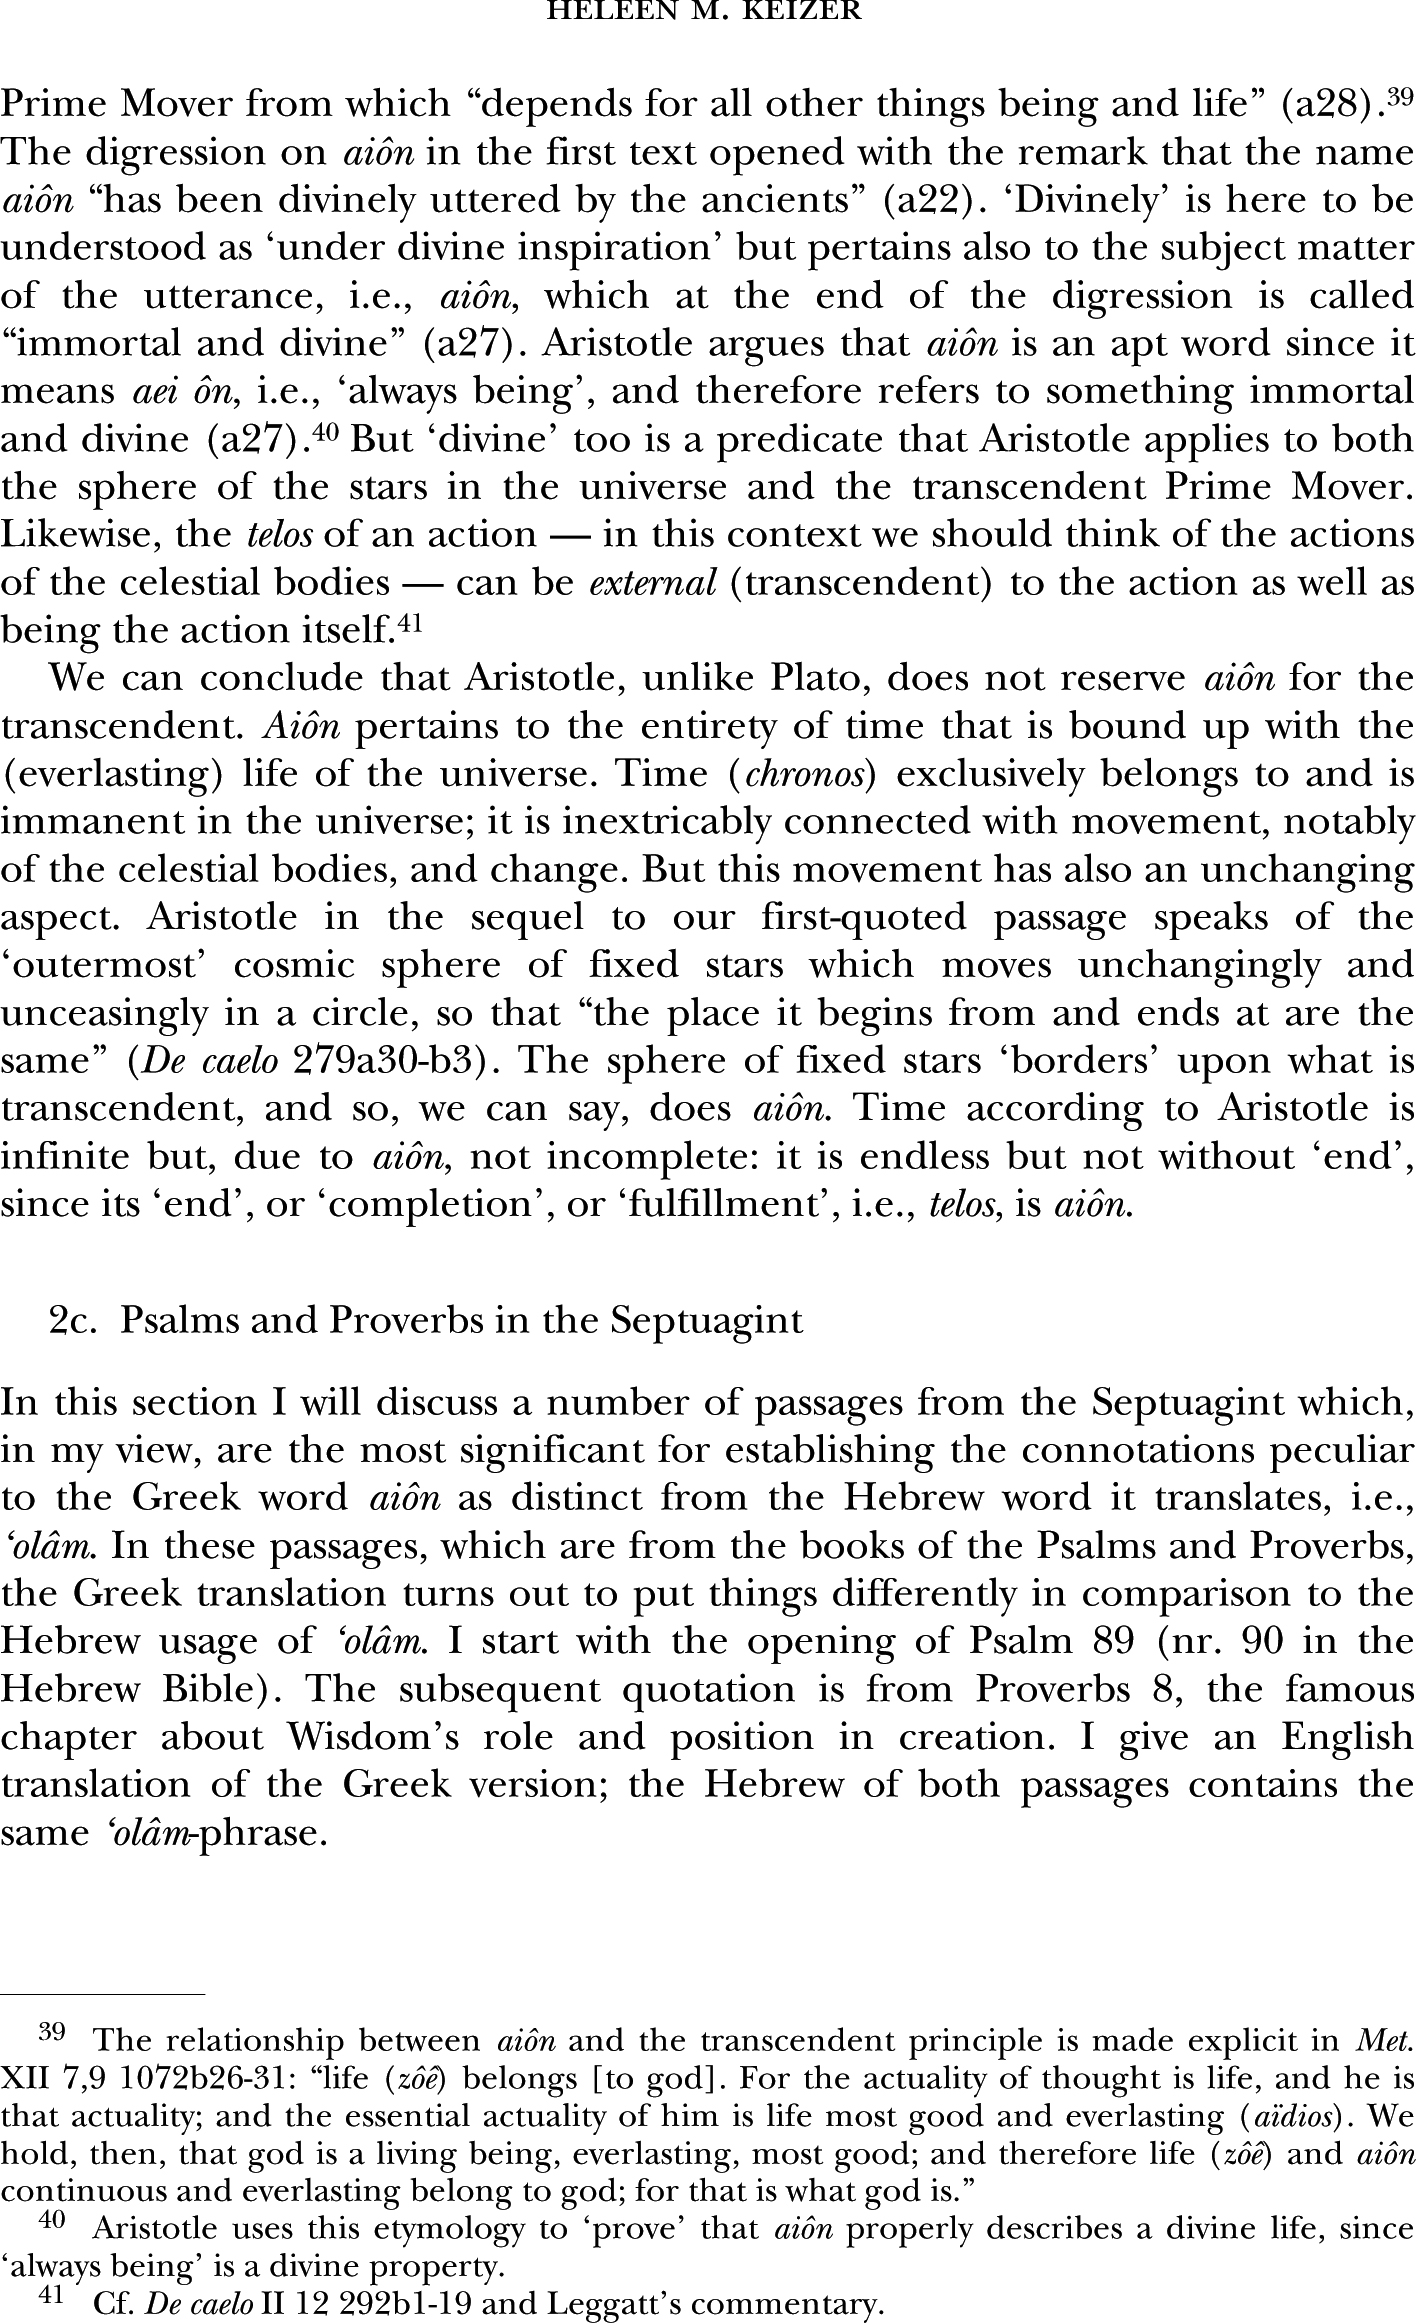 HELEEN M. KEIZER
Prime Mover from which “depends for all other things being and life” (a28).39
The digression on aiôn in the first text opened with the remark that the name
aiôn “has been divinely uttered by the ancients” (a22). ‘Divinely’ is here to be
understood as ‘under divine inspiration’ but pertains also to the subject matter
of the utterance, i.e., aiôn, which at the end of the digression is called
“immortal and divine” (a27). Aristotle argues that aiôn is an apt word since it
means aei ôn, i.e., ‘always being’, and therefore refers to something immortal
and divine (a27).40 But ‘divine’ too is a predicate that Aristotle applies to both
the sphere of the stars in the universe and the transcendent Prime Mover.
Likewise, the telos of an action — in this context we should think of the actions
of the celestial bodies — can be external (transcendent) to the action as well as
being the action itself.41
We can conclude that Aristotle, unlike Plato, does not reserve aiôn for the
transcendent. Aiôn pertains to the entirety of time that is bound up with the
(everlasting) life of the universe. Time (chronos) exclusively belongs to and is
immanent in the universe; it is inextricably connected with movement, notably
of the celestial bodies, and change. But this movement has also an unchanging
aspect. Aristotle in the sequel to our first-quoted passage speaks of the
‘outermost’ cosmic sphere of fixed stars which moves unchangingly and
unceasingly in a circle, so that “the place it begins from and ends at are the
same” (De caelo 279a30-b3). The sphere of fixed stars ‘borders’ upon what is
transcendent, and so, we can say, does aiôn. Time according to Aristotle is
infinite but, due to aiôn, not incomplete: it is endless but not without ‘end’,
since its ‘end’, or ‘completion’, or ‘fulfillment’, i.e., telos, is aiôn.
2c. Psalms and Proverbs in the Septuagint
In this section I will discuss a number of passages from the Septuagint which,
in my view, are the most significant for establishing the connotations peculiar
to the Greek word aiôn as distinct from the Hebrew word it translates, i.e.,
‘olâm. In these passages, which are from the books of the Psalms and Proverbs,
the Greek translation turns out to put things differently in comparison to the
Hebrew usage of ‘olâm. I start with the opening of Psalm 89 (nr. 90 in the
Hebrew Bible). The subsequent quotation is from Proverbs 8, the famous
chapter about Wisdom’s role and position in creation. I give an English
translation of the Greek version; the Hebrew of both passages contains the
same ‘olâm-phrase.
39 The relationship between aiôn and the transcendent principle is made explicit in Met.
XII 7,9 1072b26-31: “life (zôê) belongs [to god]. For the actuality of thought is life, and he is
that actuality; and the essential actuality of him is life most good and everlasting (aïdios). We
hold, then, that god is a living being, everlasting, most good; and therefore life (zôê) and aiôn
continuous and everlasting belong to god; for that is what god is.”
40 Aristotle uses this etymology to ‘prove’ that aiôn properly describes a divine life, since
‘always being’ is a divine property.
41 Cf. De caelo II 12 292b1-19 and Leggatt’s commentary.